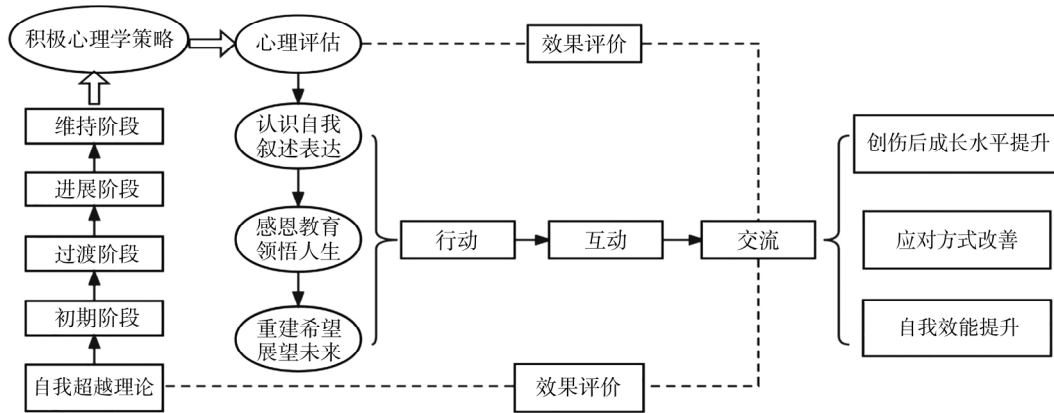 积极心理学策略
心理评估
效果评价
维持阶段
进展阶段
过渡阶段
初期阶段
自我超越理论
认识自我
叙述表达
感恩教育
领悟人生
重建希望
展望未来
行动
互动
交流
创伤后成长水平提升
应对方式改善
自我效能提升
效果评价